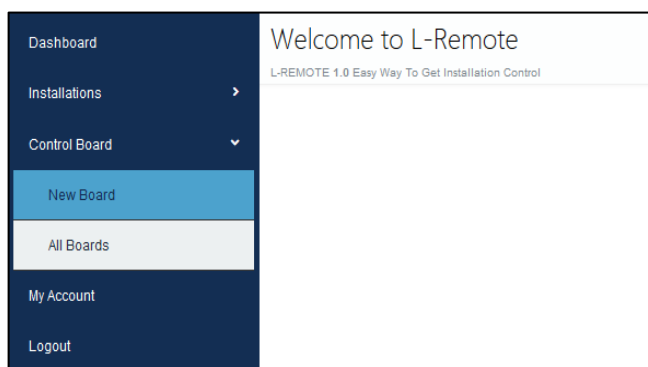 Dashboard
Installations
Control Board
New Board
All Boards
My Account
Logout
Welcome to L-Remote
L-REMOTE 1.0 Easy Way To Get Installation Control